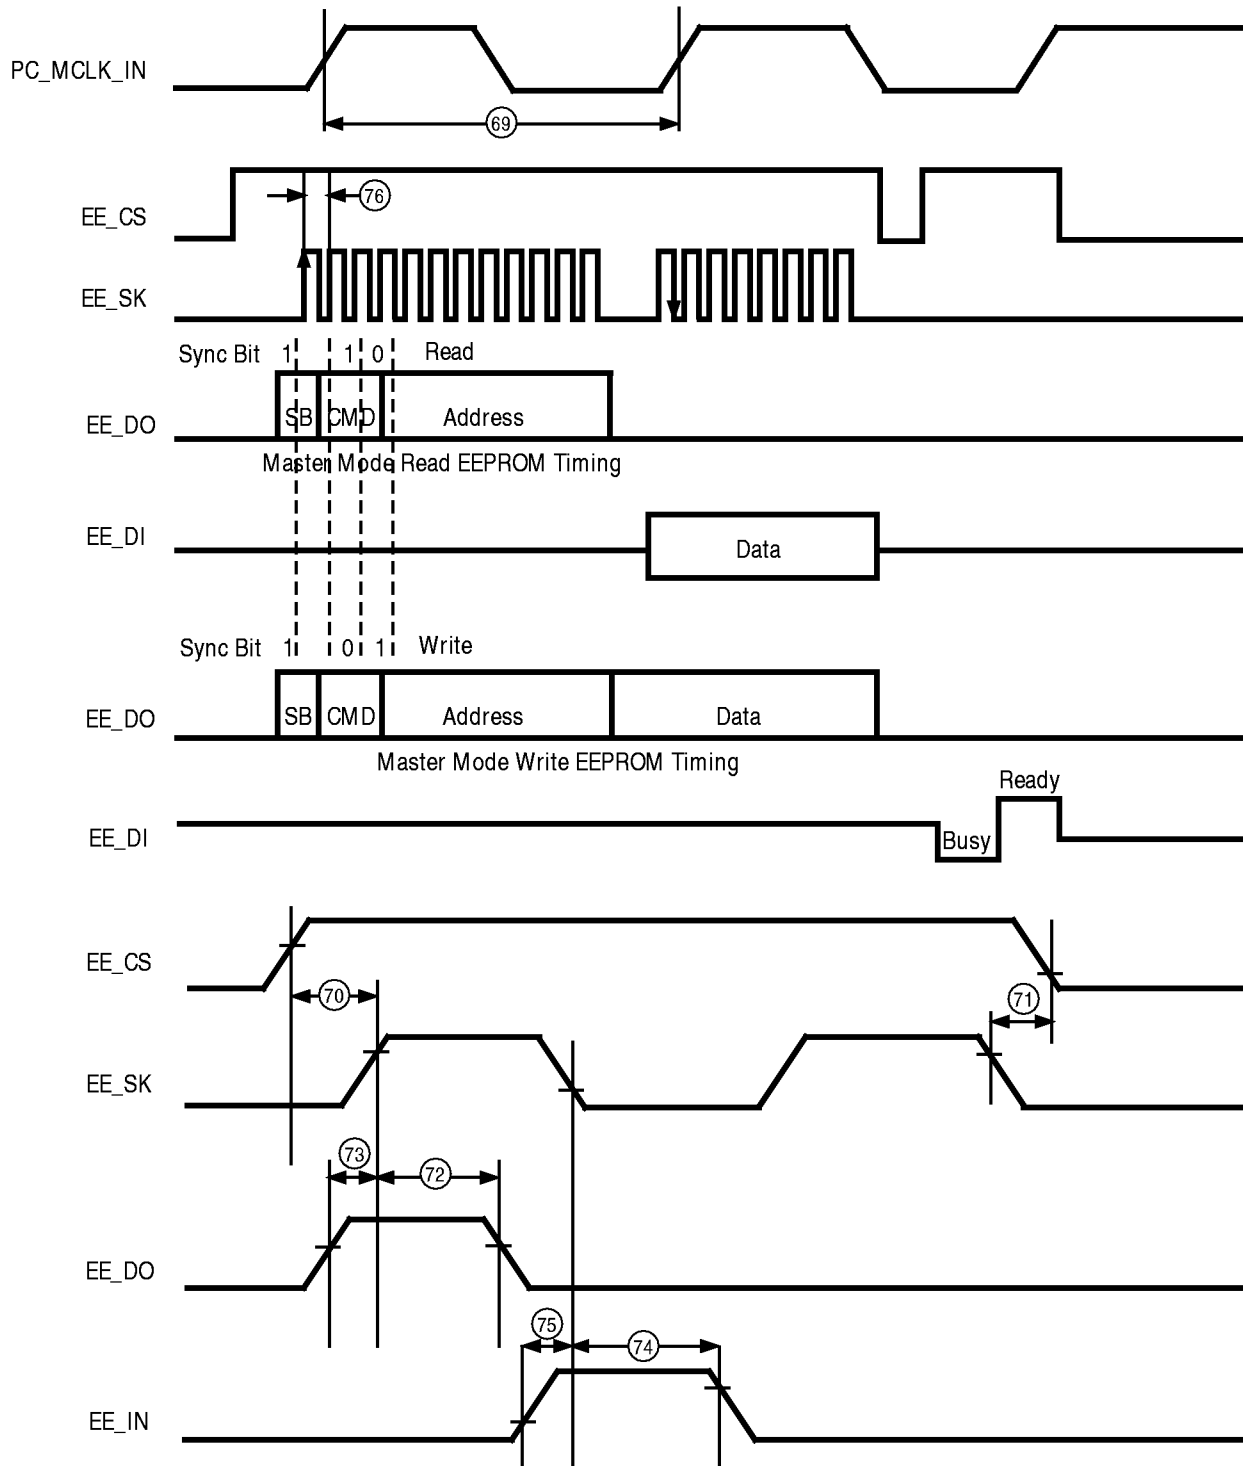 PC_MCLK_IN
69
76
EE_CS
EE_SK
Sync Bit 1 1 0 Read
SB CMD Address
EE_DO
Master Mode Read EEPROM Timing
EE_DI
Data
Sync Bit 1 0 1 Write
EE_DO
SB CMD Address Data
Master Mode Write EEPROM Timing
Ready
EE_DI
Busy
EE_CS
70
71
EE_SK
73
72
EE_DO
75
74
EE_IN